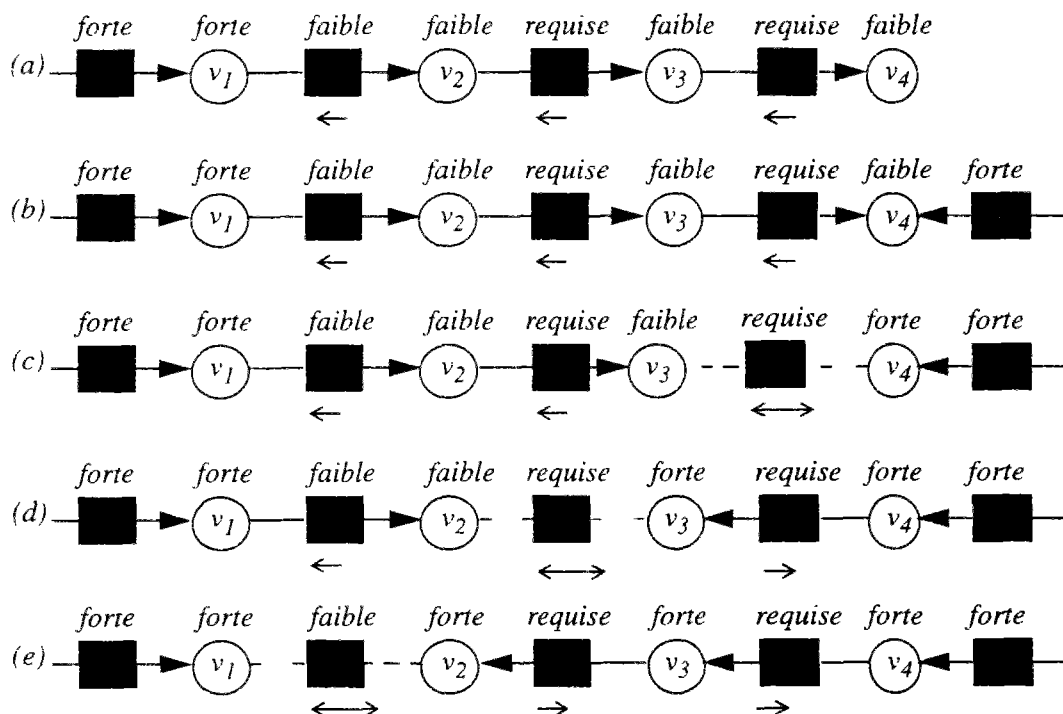 forte forte faible faible requise faible requise faible
(a) v1 v2 v3 v4
forte forte faible faible requise faible requise faible forte
(b) v1 v2 v3 v4
forte forte faible faible requise faible requise forte forte
(c) v1 v2 v3 v4
forte forte faible faible requise forte requise forte forte
(d) v1 v2 v3 v4
forte forte faible forte requise forte requise forte forte
(e) v1 v2 v3 v4